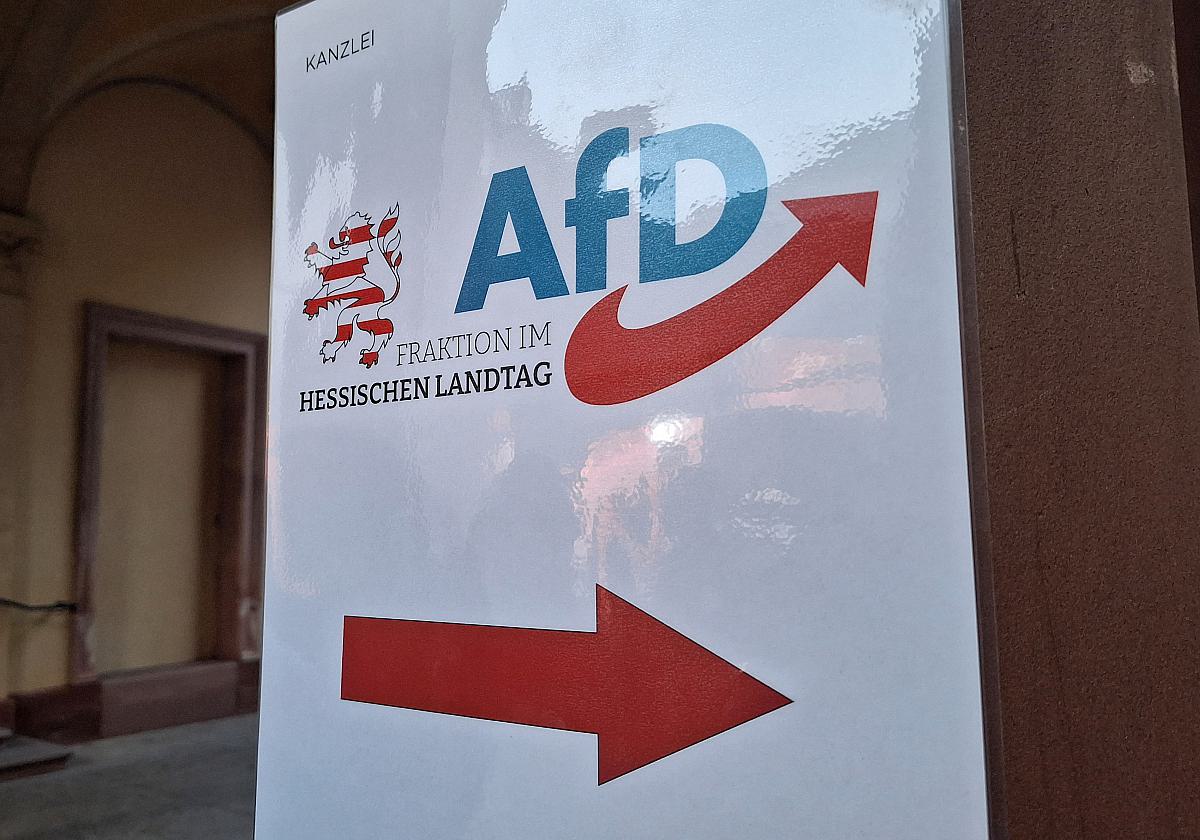 KANZLEI
AfD
FRAKTION IM
HESSISCHEN LANDTAG